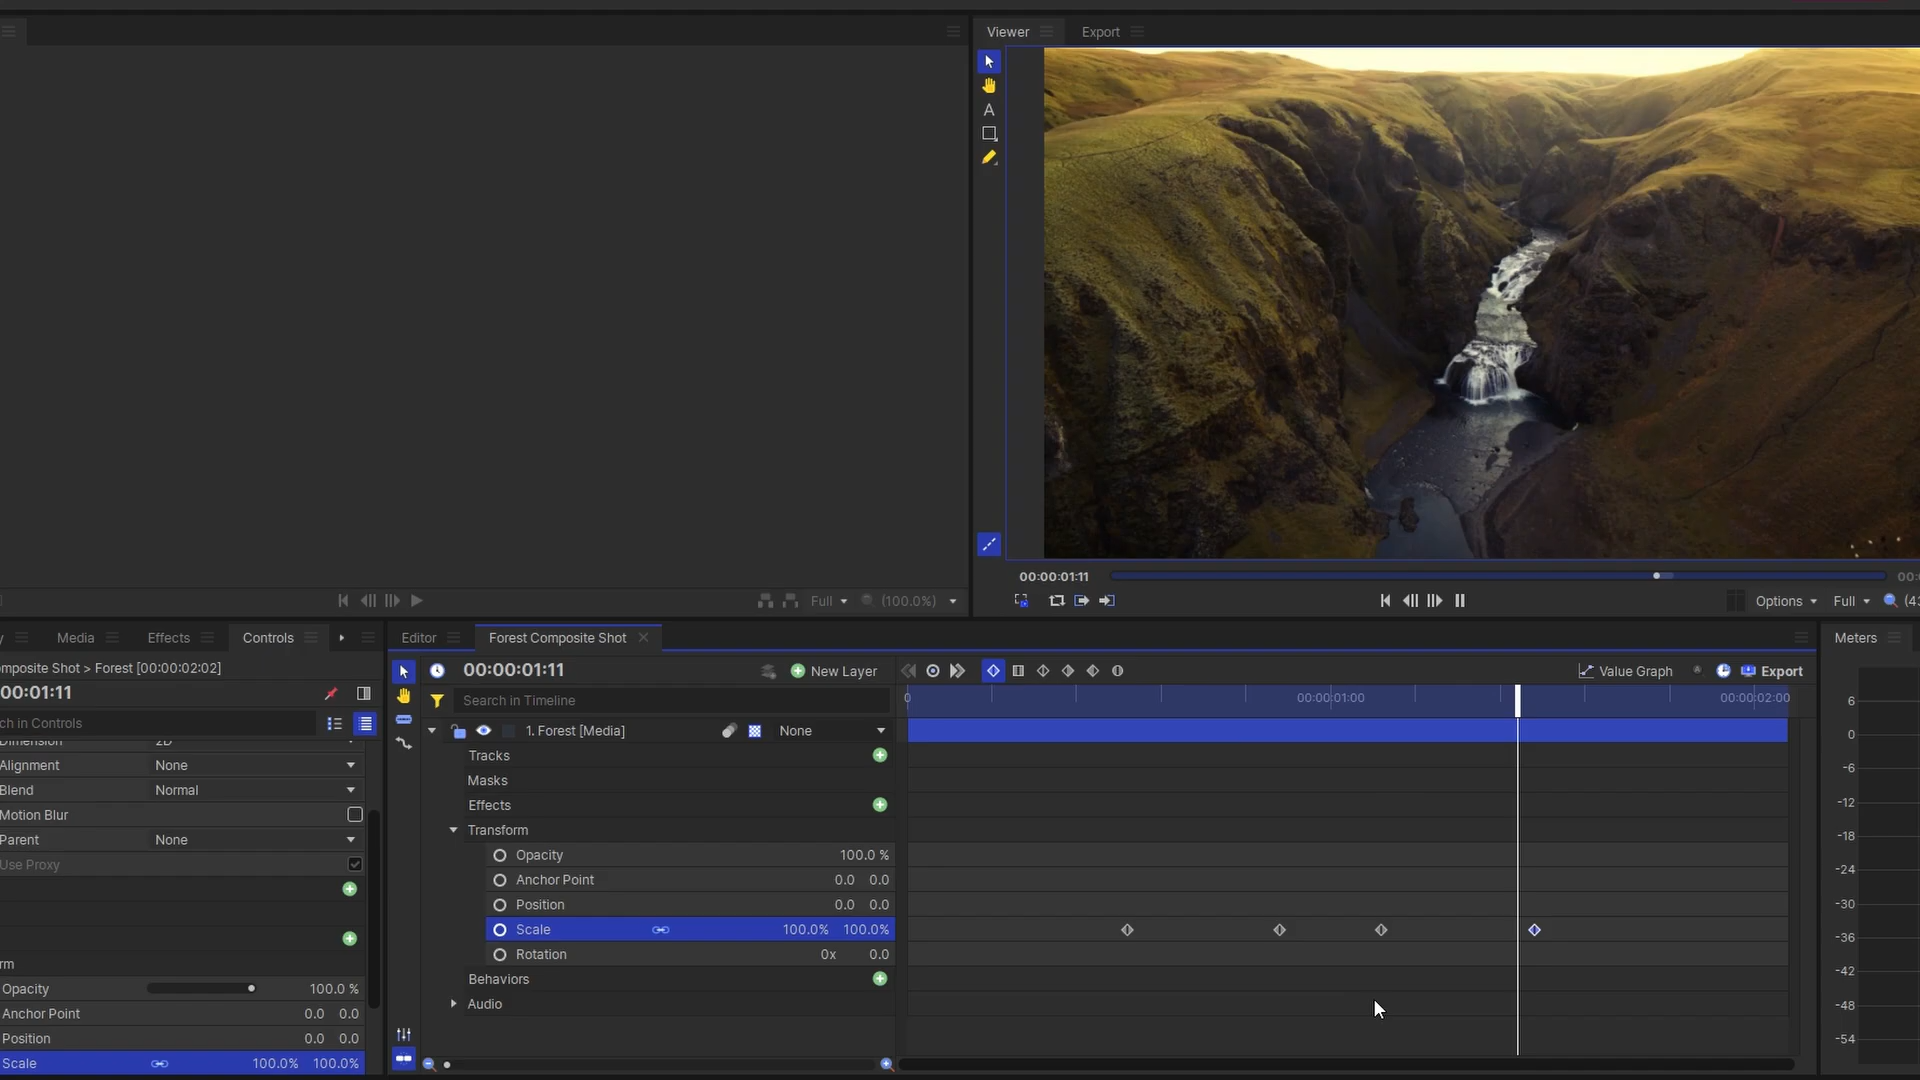 Viewer
Export
A
Full
(100.0%)
00:00:01:11
Options
Full
Media
Effects
Controls
Editor
Forest Composite Shot
Meters
mposite Shot > Forest [00:00:02:02]
00:01:11
00:00:01:11
New Layer
Value Graph
Export
ch in Controls
Search in Timeline
0
00:00:01:00
00:00:02:00
Dimension 2D
Alignment None
Blend Normal
Motion Blur
Parent None
Use Proxy
rm
Opacity 100.0 %
Anchor Point 0.0 0.0
Position 0.0 0.0
Scale 100.0% 100.0%
1. Forest [Media] None
Tracks
Masks
Effects
Transform
Opacity 100.0 %
Anchor Point 0.0 0.0
Position 0.0 0.0
Scale 100.0% 100.0%
Rotation 0x 0.0
Behaviors
Audio
6
0
-6
-12
-18
-24
-30
-36
-42
-48
-54